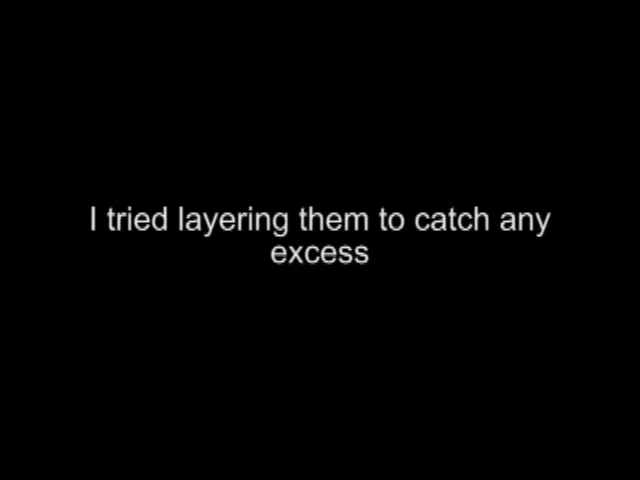 I tried layering them to catch any
excess